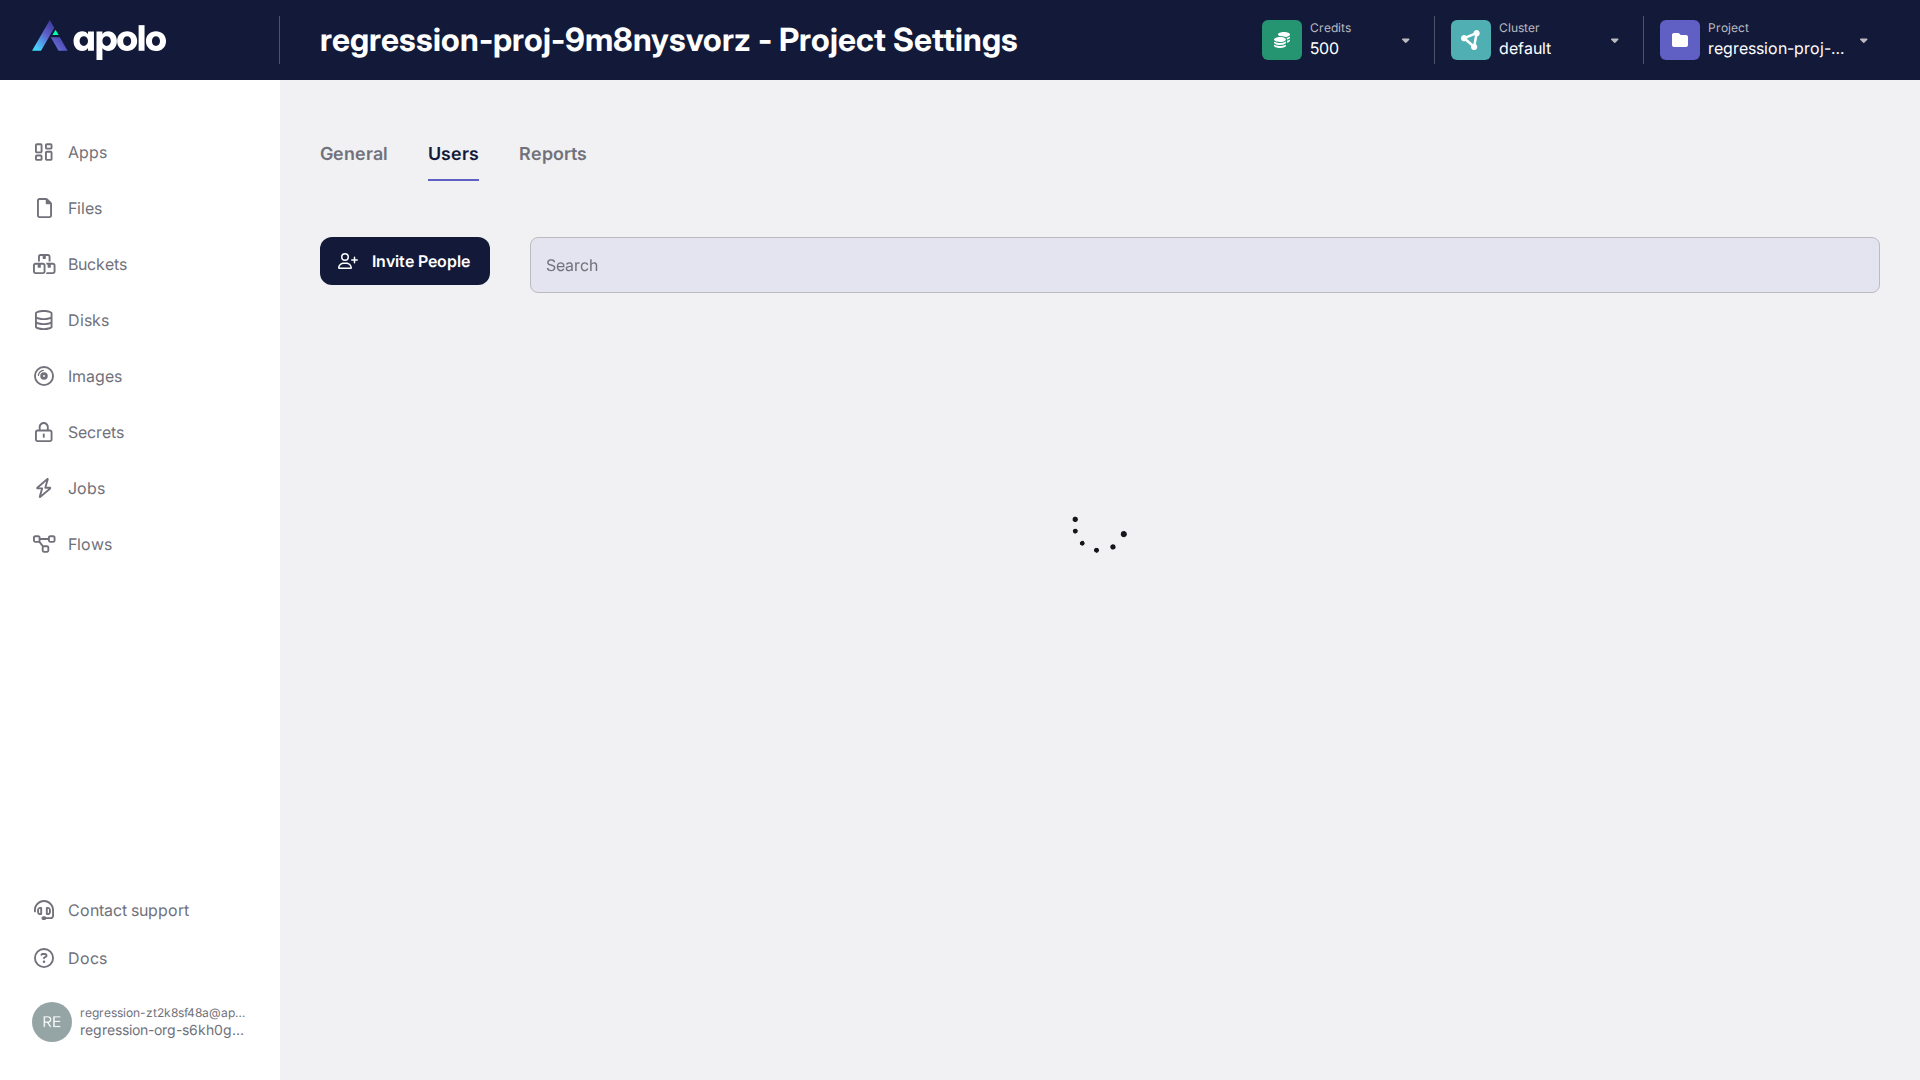 apolo
regression-proj-9m8nysvorz - Project Settings
Credits
500
Cluster
default
Project
regression-proj-...
Apps
Files
Buckets
Disks
Images
Secrets
Jobs
Flows
General
Users
Reports
Invite People
Search
Contact support
Docs
RE
regression-zt2k8sf48a@ap...
regression-org-s6kh0g...